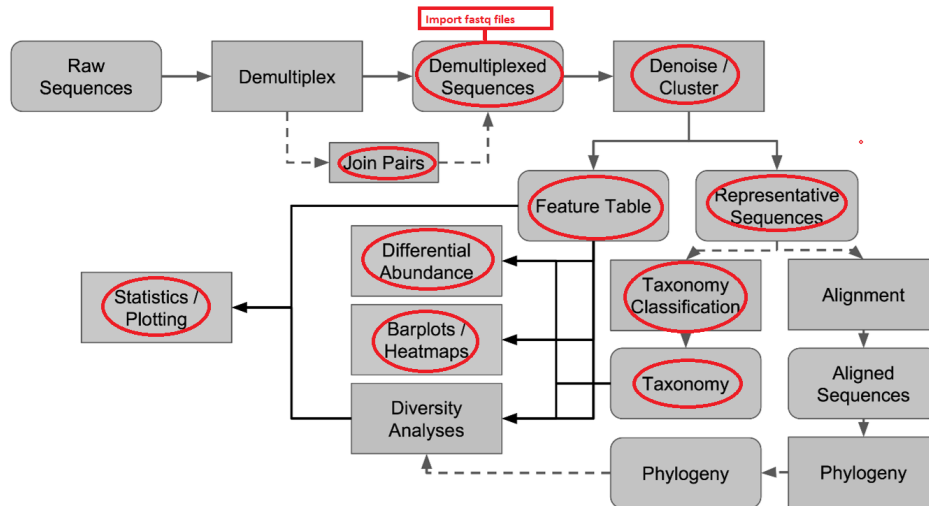 Import fastq files
Raw
Sequences
Demultiplex
Demultiplexed
Sequences
Denoise /
Cluster
Join Pairs
Feature Table
Representative
Sequences
Differential
Abundance
Taxonomy
Classification
Alignment
Statistics /
Plotting
Barplots /
Heatmaps
Taxonomy
Aligned
Sequences
Diversity
Analyses
Phylogeny
Phylogeny